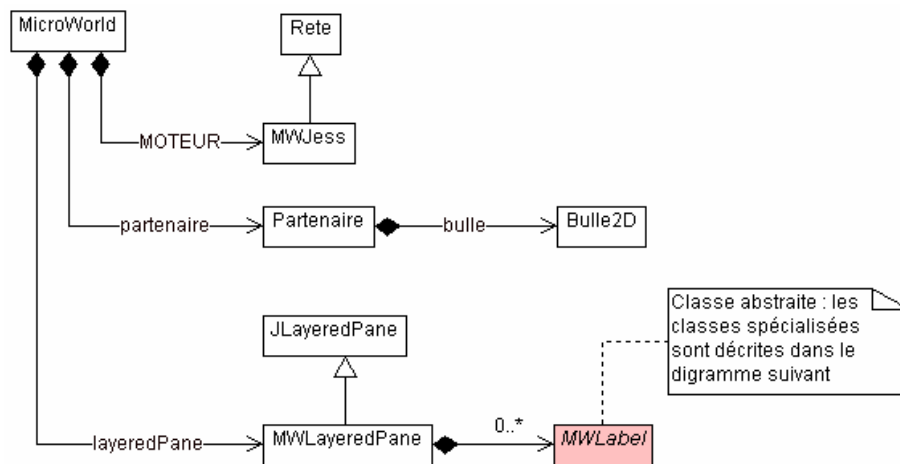 MicroWorld
Rete
MOTEUR
MWJess
partenaire
Partenaire
bulle
Bulle2D
Classe abstraite : les
classes spécialisées
sont décrites dans le
digramme suivant
JLayeredPane
layeredPane
MWLayeredPane
0..*
MWLabel